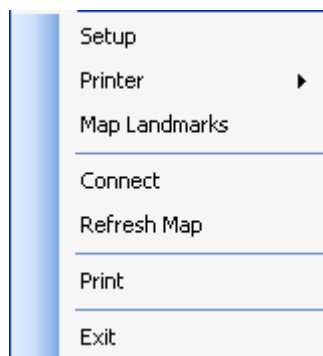 Setup
Printer
Map Landmarks
Connect
Refresh Map
Print
Exit